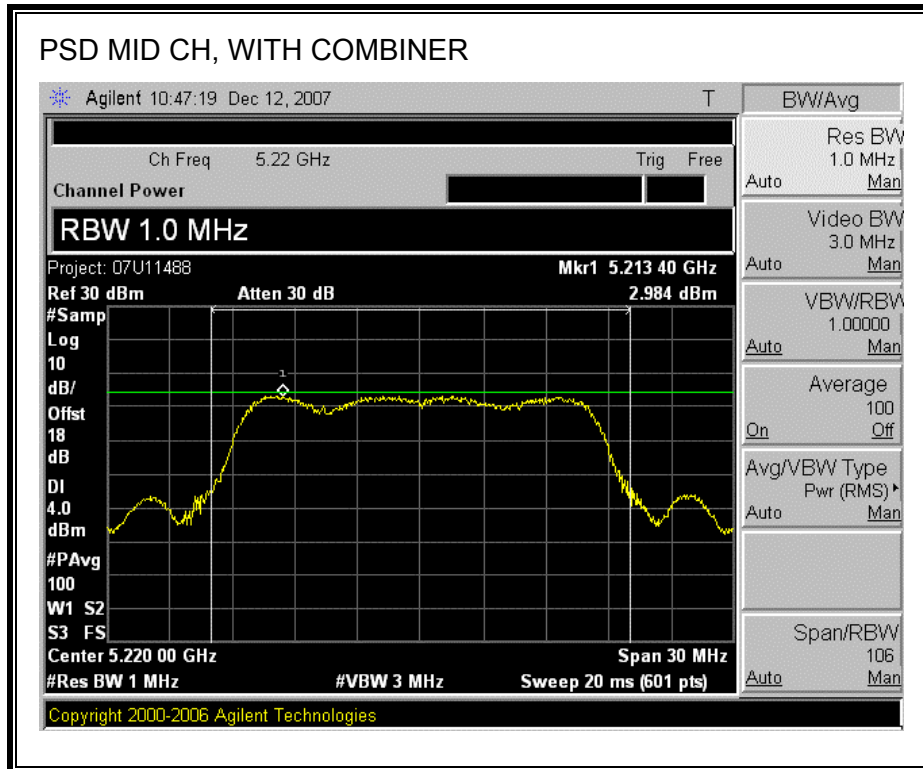 PSD MID CH, WITH COMBINER
Agilent 10:47:19 Dec 12, 2007 T
BW/Avg
Ch Freq 5.22 GHz Trig Free
Channel Power
RBW 1.0 MHz
Project: 07U11488 Mkr1 5.213 40 GHz
Ref 30 dBm Atten 30 dB 2.984 dBm
#Samp
Log
10
dB/
Offst
18
dB
DI
4.0
dBm
#PAvg
100
W1 S2
S3 FS
1
Center 5.220 00 GHz Span 30 MHz
#Res BW 1 MHz #VBW 3 MHz Sweep 20 ms (601 pts)
Copyright 2000-2006 Agilent Technologies
Res BW
1.0 MHz
Auto Man
Video BW
3.0 MHz
Auto Man
VBW/RBW
1.00000
Auto Man
Average
100
On Off
Avg/VBW Type
Pwr (RMS)
Auto Man
Span/RBW
106
Auto Man